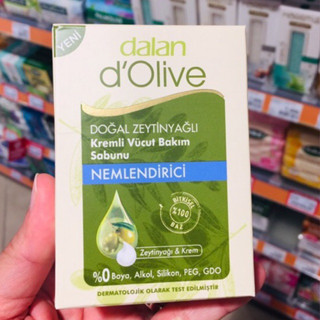 YENİ
dalan
d'Olive
DOĞAL ZEYTİNYAĞLI
Kremli Vücut Bakım
Sabunu
NEMLENDİRİCİ
BİTKİSEL
%100
BAZ
Zeytinyağı & Krem
%0 Boya, Alkol, Silikon, PEG, GDO
DERMATOLOJİK OLARAK TEST EDİLMİŞTİR